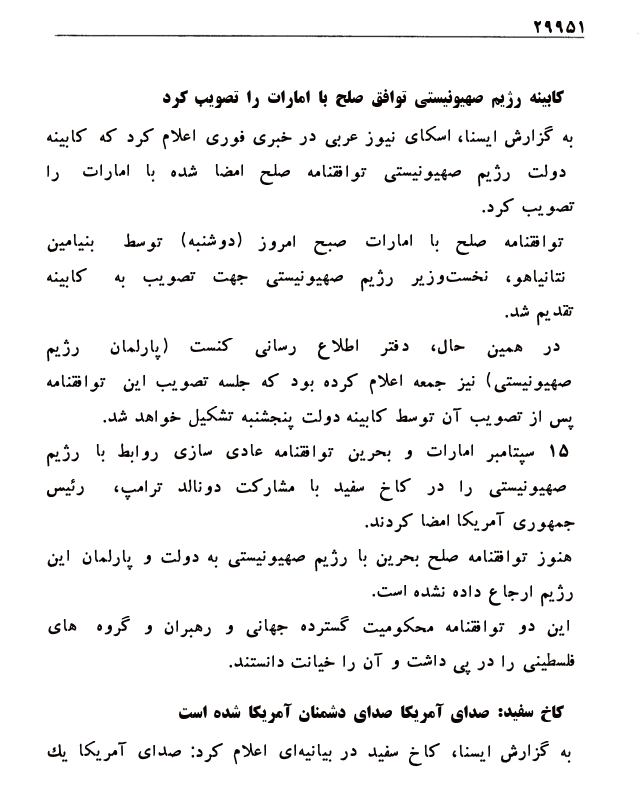 ۲۹۹۵۱
کابینه رژیم صهیونیستی توافق صلح با امارات را تصویب کرد
به گزارش ایسنا، اسکای نیوز عربی در خبری فوری اعلام کرد که کابینه
دولت رژیم صهیونیستی توافقنامه صلح امضا شده با امارات را
تصویب کرد.
توافقنامه صلح با امارات صبح امروز (دوشنبه) توسط بنیامین
نتانیاهو، نخست‌وزیر رژیم صهیونیستی جهت تصویب به کابینه
تقدیم شد.
در همین حال، دفتر اطلاع رسانی کنست (پارلمان رژیم
صهیونیستی) نیز جمعه اعلام کرده بود که جلسه تصویب این توافقنامه
پس از تصویب آن توسط کابینه دولت پنجشنبه تشکیل خواهد شد.
۱۵ سپتامبر امارات و بحرین توافقنامه عادی سازی روابط با رژیم
صهیونیستی را در کاخ سفید با مشارکت دونالد ترامپ، رئیس
جمهوری آمریکا امضا کردند.
هنوز توافقنامه صلح بحرین با رژیم صهیونیستی به دولت و پارلمان این
رژیم ارجاع داده نشده است.
این دو توافقنامه محکومیت گسترده جهانی و رهبران و گروه های
فلسطینی را در پی داشت و آن را خیانت دانستند.
کاخ سفید: صدای آمریکا صدای دشمنان آمریکا شده است
به گزارش ایسنا، کاخ سفید در بیانیه‌ای اعلام کرد: صدای آمریکا یك